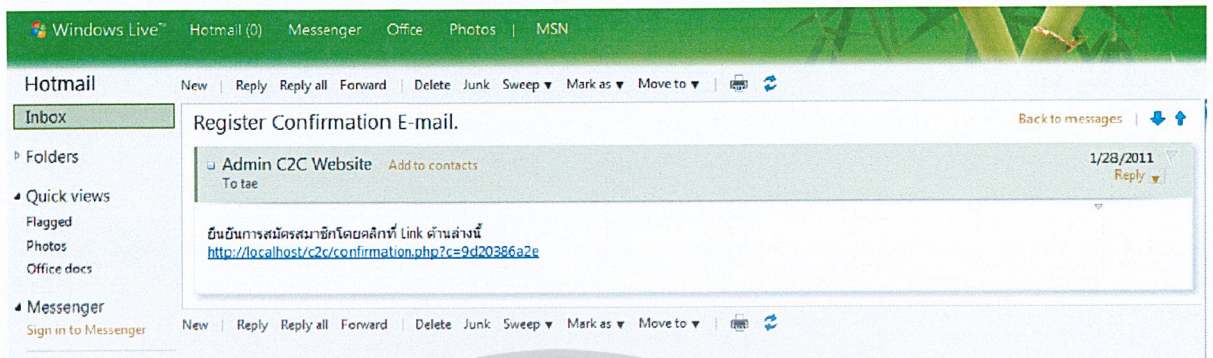 Windows Live™ Hotmail (0) Messenger Office Photos | MSN
Hotmail
New | Reply Reply all Forward | Delete Junk Sweep ▾ Mark as ▾ Move to ▾ |
Inbox
Register Confirmation E-mail.
Back to messages |
Folders
Admin C2C Website Add to contacts
1/28/2011
To tae
Reply
Quick views
Flagged
Photos
Office docs
ยืนยันการสมัครสมาชิกโดยคลิกที่ Link ด้านล่างนี้
http://localhost/c2c/confirmation.php?c=9d20386a2e
Messenger
Sign in to Messenger
New | Reply Reply all Forward | Delete Junk Sweep ▾ Mark as ▾ Move to ▾ |